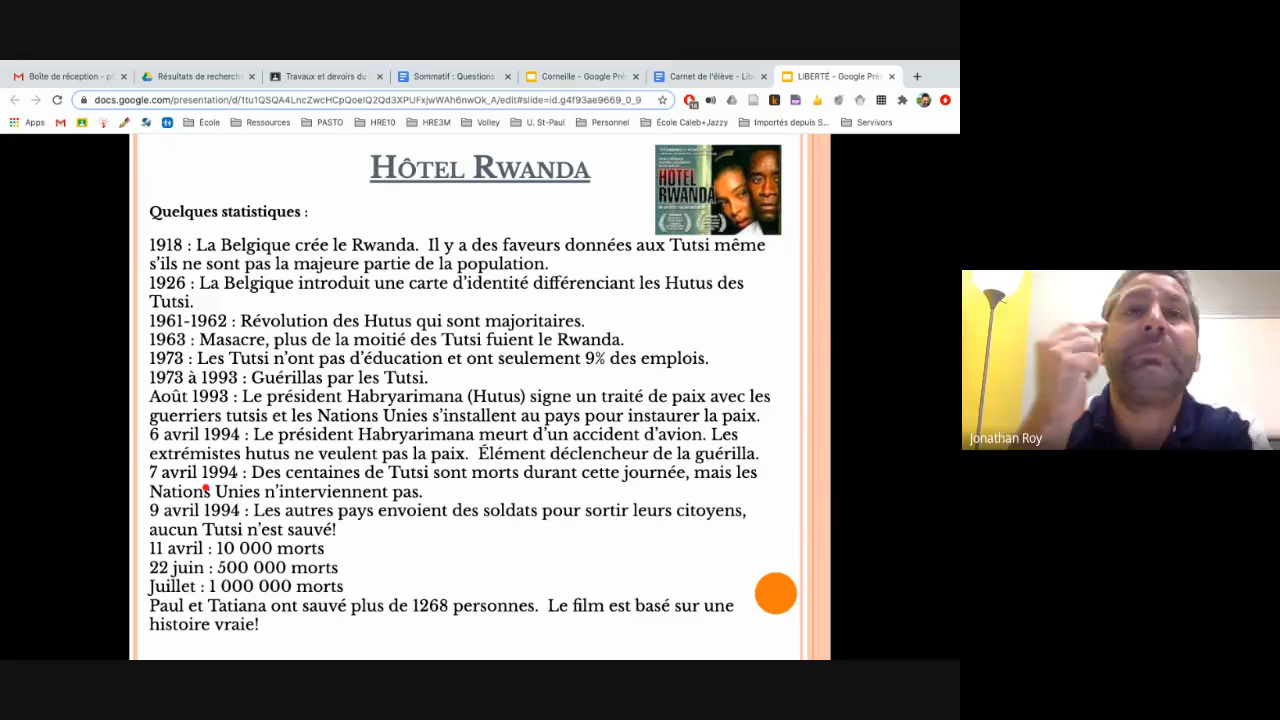 Boîte de réception - pf
Résultats de recherche
Travaux et devoirs du
Sommatif : Questions
Corneille - Google Pré
Carnet de l'élève - Lib
LIBERTÉ - Google Pré
docs.google.com/presentation/d/1tu1QSQA4LncZwcHCpQoeIQ2Qd3XPUFxjwWAh6nwOk_A/edit#slide=id.g4f93ae9669_0_9
Apps
École
Ressources
PASTO
HRE10
HRE3M
Volley
U. St-Paul
Personnel
École Caleb+Jazzy
Importés depuis S...
Servivors
HÔTEL RWANDA
HOTEL
RWANDA
Quelques statistiques :
1918 : La Belgique crée le Rwanda. Il y a des faveurs données aux Tutsi même
s'ils ne sont pas la majeure partie de la population.
1926 : La Belgique introduit une carte d'identité différenciant les Hutus des
Tutsi.
1961-1962 : Révolution des Hutus qui sont majoritaires.
1963 : Masacre, plus de la moitié des Tutsi fuient le Rwanda.
1973 : Les Tutsi n'ont pas d'éducation et ont seulement 9% des emplois.
1973 à 1993 : Guérillas par les Tutsi.
Août 1993 : Le président Habryarimana (Hutus) signe un traité de paix avec les
guerriers tutsis et les Nations Unies s'installent au pays pour instaurer la paix.
6 avril 1994 : Le président Habryarimana meurt d'un accident d'avion. Les
extrémistes hutus ne veulent pas la paix. Élément déclencheur de la guérilla.
7 avril 1994 : Des centaines de Tutsi sont morts durant cette journée, mais les
Nations Unies n'interviennent pas.
9 avril 1994 : Les autres pays envoient des soldats pour sortir leurs citoyens,
aucun Tutsi n'est sauvé!
11 avril : 10 000 morts
22 juin : 500 000 morts
Juillet : 1 000 000 morts
Paul et Tatiana ont sauvé plus de 1268 personnes. Le film est basé sur une
histoire vraie!
Jonathan Roy